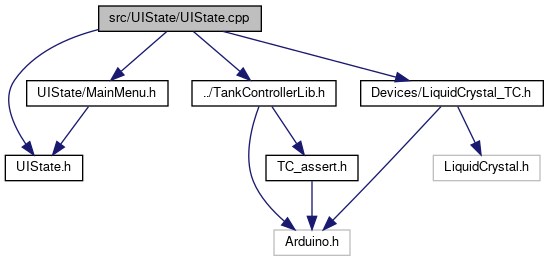 src/UIState/UIState.cpp
UIState/MainMenu.h
../TankControllerLib.h
Devices/LiquidCrystal_TC.h
UIState.h
TC_assert.h
LiquidCrystal.h
Arduino.h